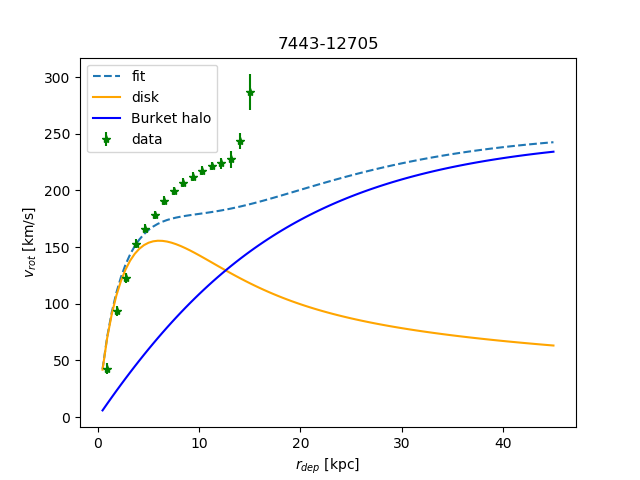 7443-12705
fit
disk
Burket halo
data
300
250
200
150
100
50
0
v_rot [km/s]
0 10 20 30 40
r_dep [kpc]